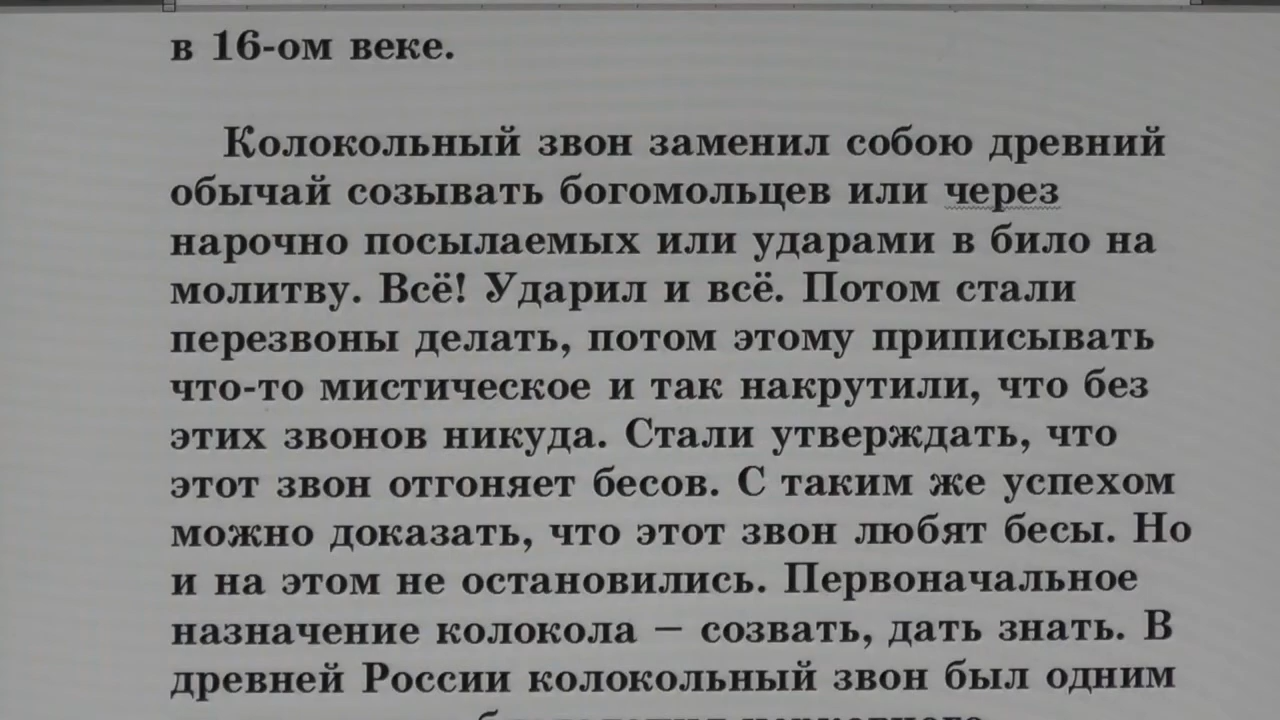 в 16-ом веке.
Колокольный звон заменил собою древний
обычай созывать богомольцев или через
нарочно посылаемых или ударами в било на
молитву. Всё! Ударил и всё. Потом стали
перезвоны делать, потом этому приписывать
что-то мистическое и так накрутили, что без
этих звонов никуда. Стали утверждать, что
этот звон отгоняет бесов. С таким же успехом
можно доказать, что этот звон любят бесы. Но
и на этом не остановились. Первоначальное
назначение колокола – созвать, дать знать. В
древней России колокольный звон был одним